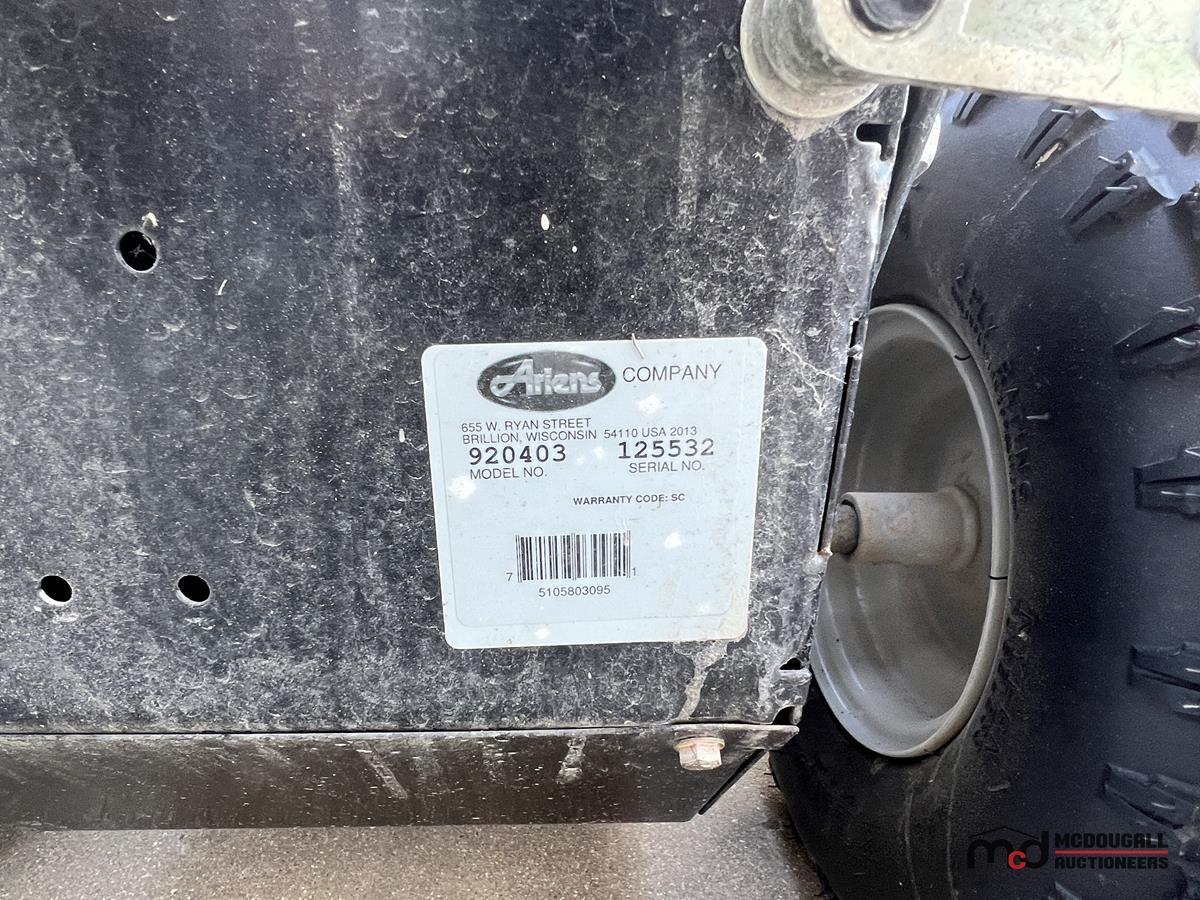 Ariens COMPANY
655 W. RYAN STREET
BRILLION, WISCONSIN 54110 USA 2013
920403 125532
MODEL NO. SERIAL NO.
WARRANTY CODE: SC
7 1
5105803095
mcd MCDOUGALL
AUCTIONEERS